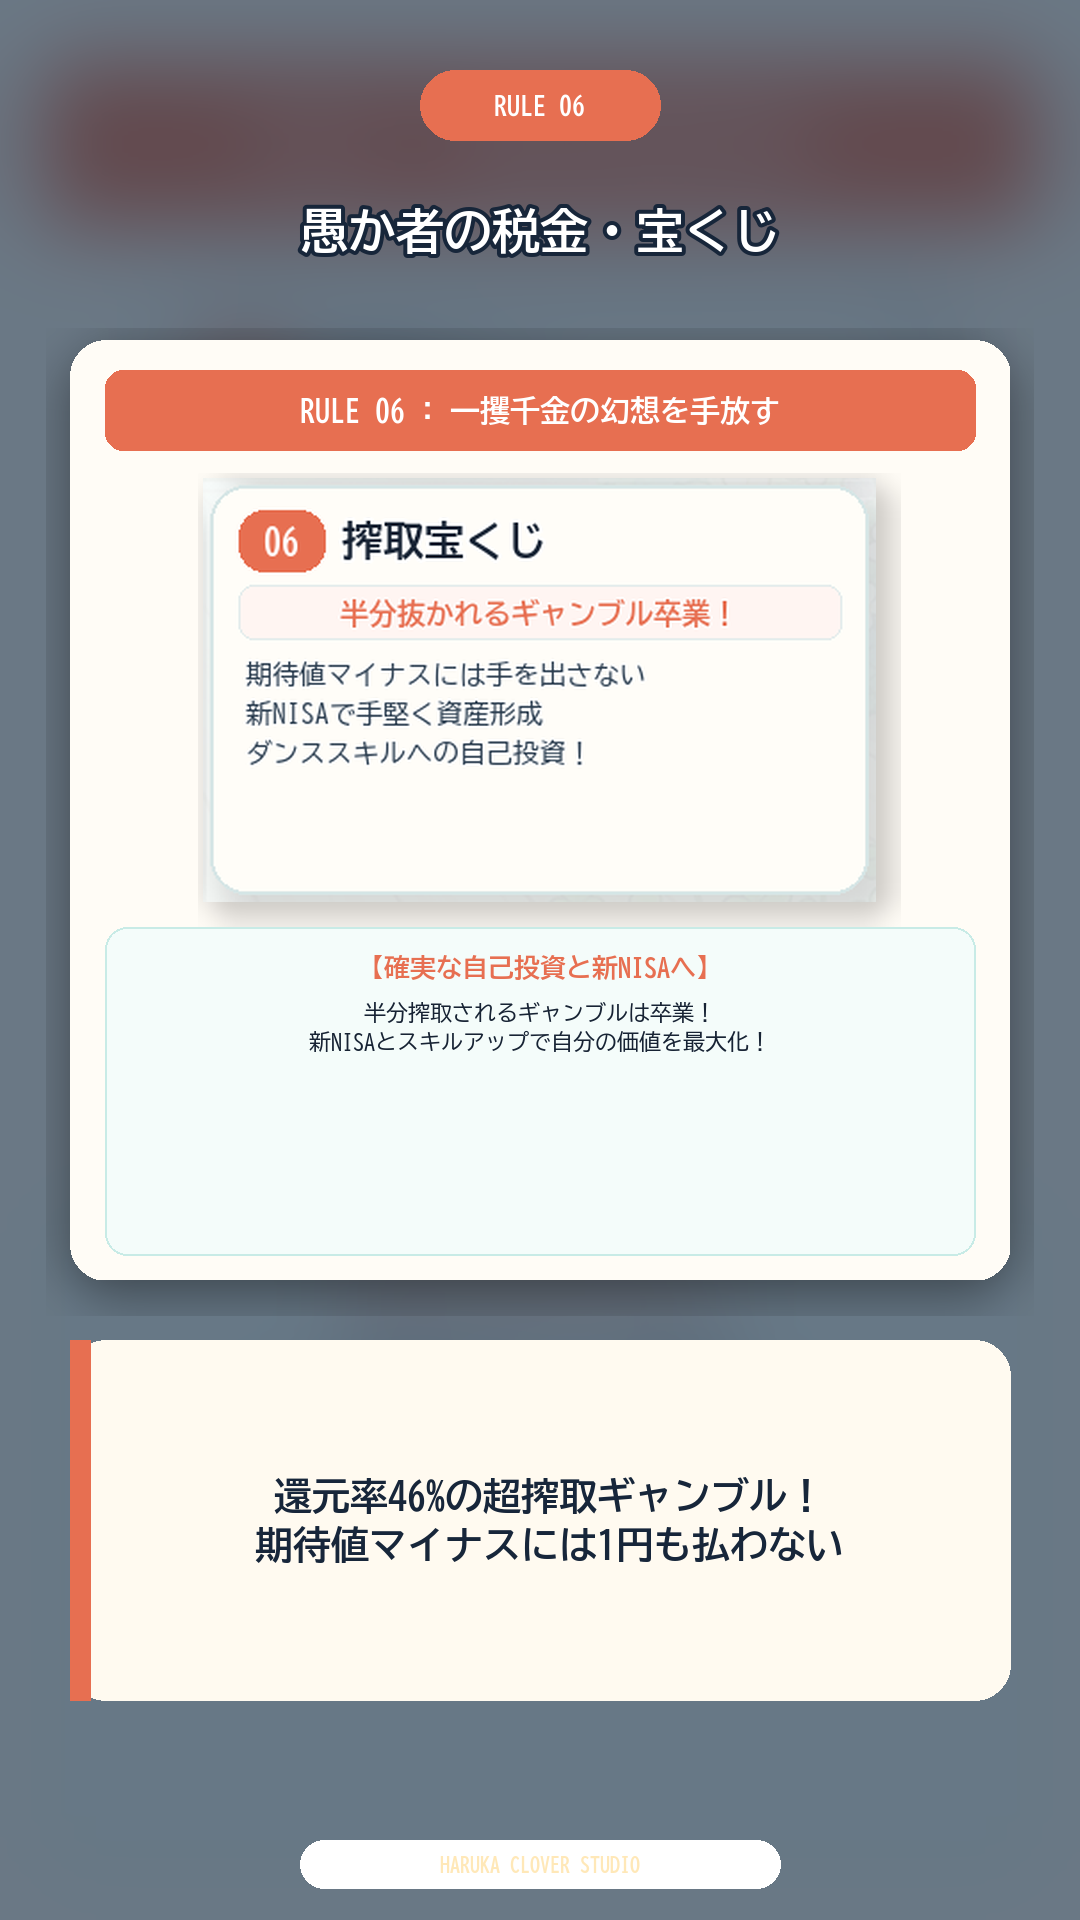 RULE 06
愚か者の税金・宝くじ
RULE 06 : 一攫千金の幻想を手放す
06 搾取宝くじ
半分抜かれるギャンブル卒業！
期待値マイナスには手を出さない
新NISAで手堅く資産形成
ダンススキルへの自己投資！
【確実な自己投資と新NISAへ】
半分搾取されるギャンブルは卒業！
新NISAとスキルアップで自分の価値を最大化！
還元率46%の超搾取ギャンブル！
期待値マイナスには1円も払わない
HARUKA CLOVER STUDIO